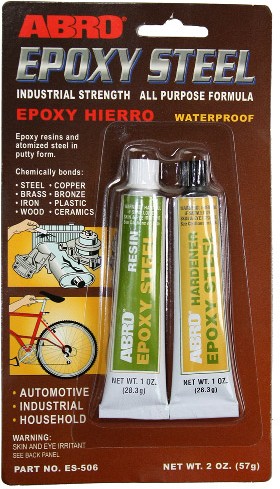 ABRO
EPOXY STEEL
INDUSTRIAL STRENGTH ALL PURPOSE FORMULA
EPOXY HIERRO WATERPROOF
Epoxy resins and
atomized steel in
putty form.
Chemically bonds:
• STEEL • COPPER
• BRASS • BRONZE
• IRON • PLASTIC
• WOOD • CERAMICS
RESIN
EPOXY STEEL
ABRO
NET WT. 1 OZ.
(28.3g)
HARDENER
EPOXY STEEL
ABRO
NET WT. 1 OZ.
(28.3g)
• AUTOMOTIVE
• INDUSTRIAL
• HOUSEHOLD
WARNING:
SKIN AND EYE IRRITANT
SEE BACK PANEL
PART NO. ES-506 NET WT. 2 OZ. (57g)